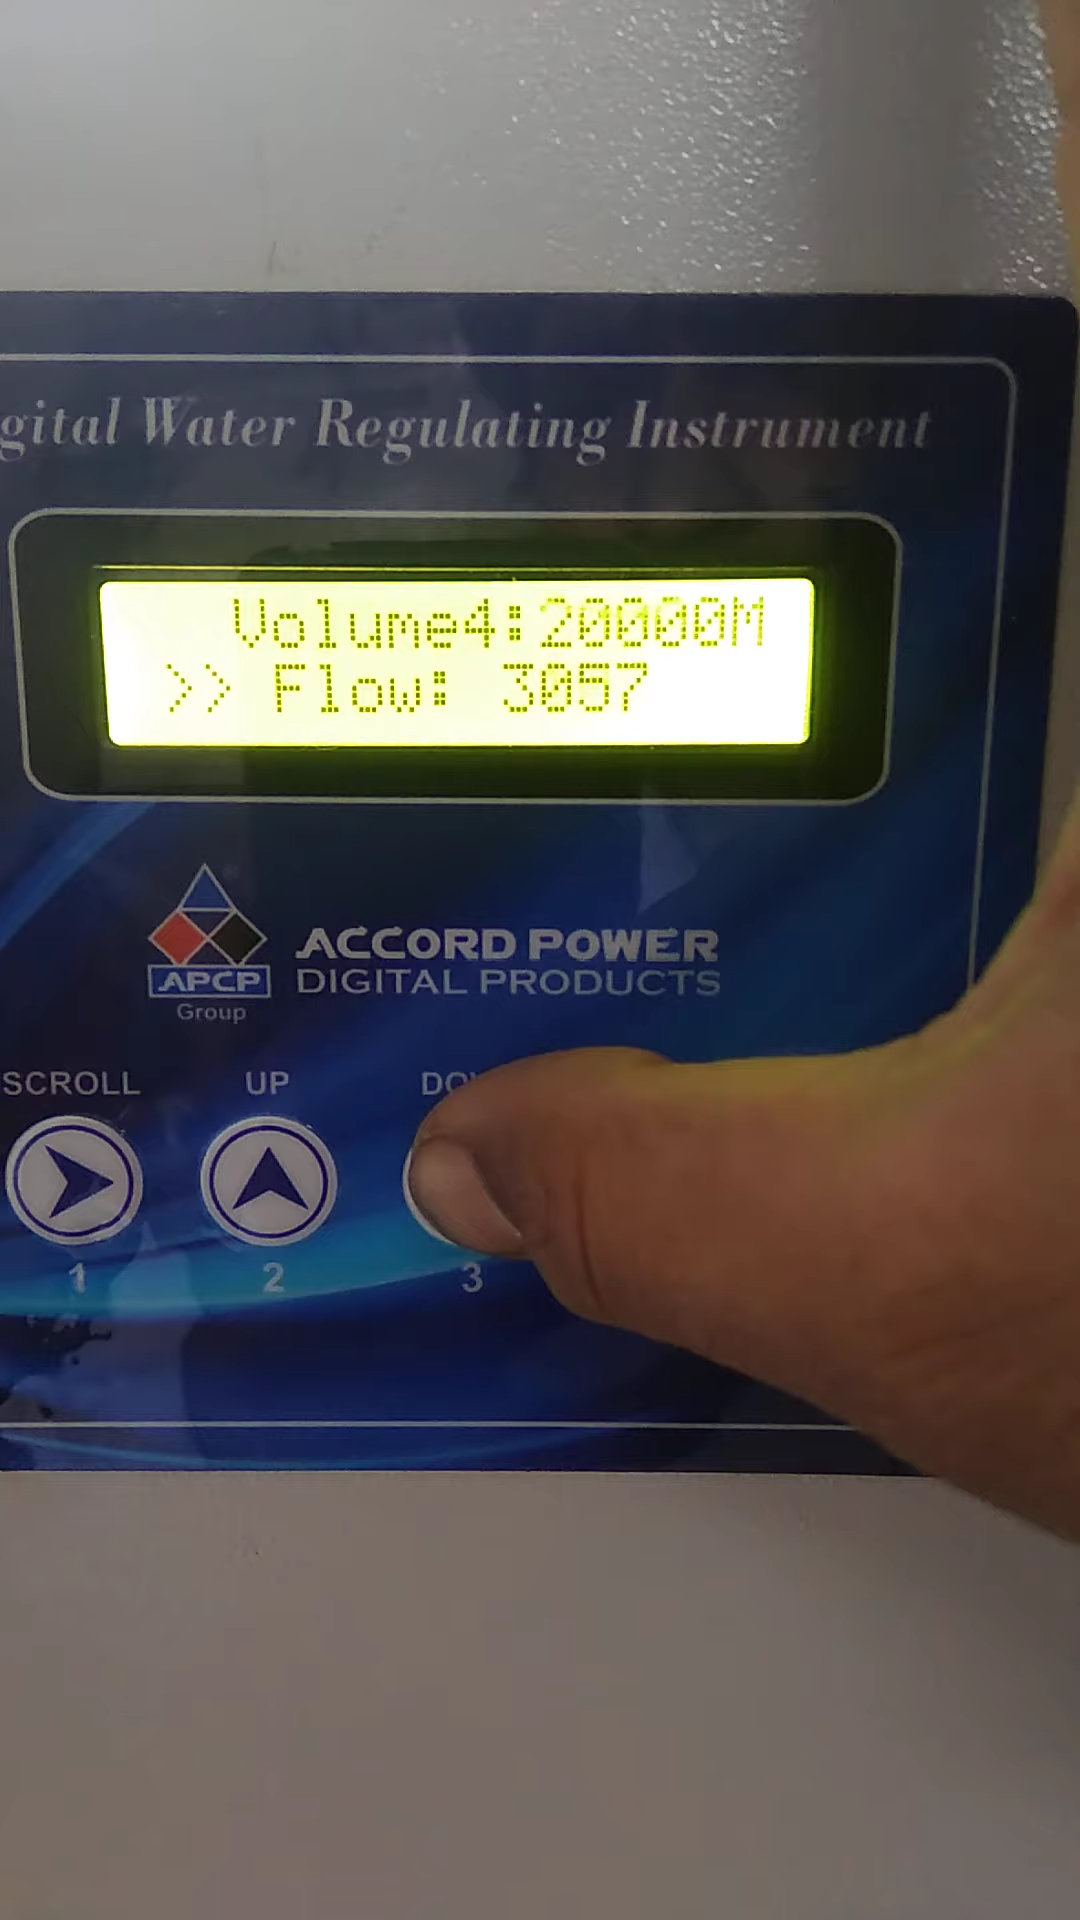 gital Water Regulating Instrument
Volume4:20000M
>> Flow: 3057
APCP
Group
ACCORD POWER
DIGITAL PRODUCTS
SCROLL UP DO
1 2 3